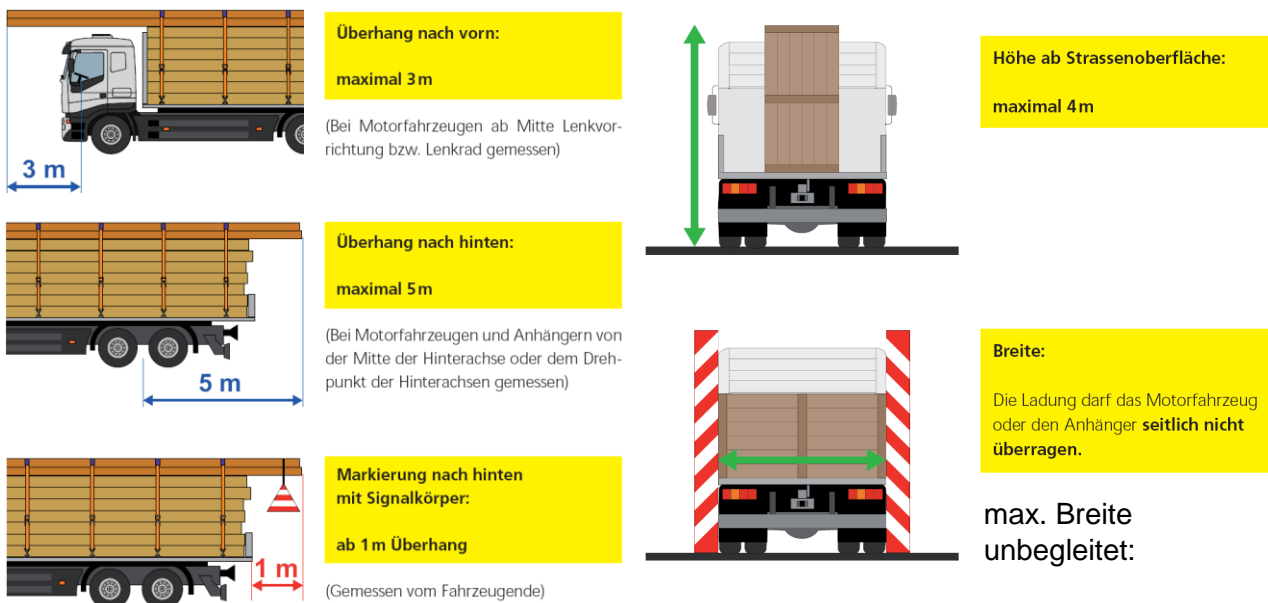 Überhang nach vorn:
maximal 3 m
(Bei Motorfahrzeugen ab Mitte Lenkvor-
richtung bzw. Lenkrad gemessen)
3 m
Überhang nach hinten:
maximal 5 m
(Bei Motorfahrzeugen und Anhängern von
der Mitte der Hinterachse oder dem Dreh-
punkt der Hinterachsen gemessen)
5 m
Markierung nach hinten
mit Signalkörper:
ab 1 m Überhang
(Gemessen vom Fahrzeugende)
1 m
Höhe ab Strassenoberfläche:
maximal 4 m
Breite:
Die Ladung darf das Motorfahrzeug
oder den Anhänger seitlich nicht
überragen.
max. Breite
unbegleitet: